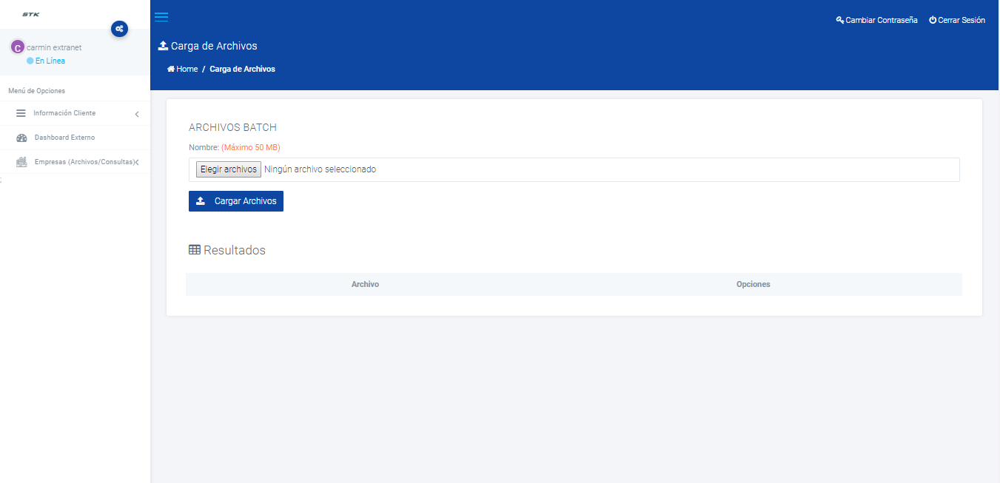 STK
carmin extranet
C
En Línea
Menú de Opciones
Información Cliente
Dashboard Externo
Empresas (Archivos/Consultas)
;
Cambiar Contraseña
Cerrar Sesión
Carga de Archivos
Home / Carga de Archivos
ARCHIVOS BATCH
Nombre: (Máximo 50 MB)
Elegir archivos Ningún archivo seleccionado
Cargar Archivos
Resultados
Archivo Opciones